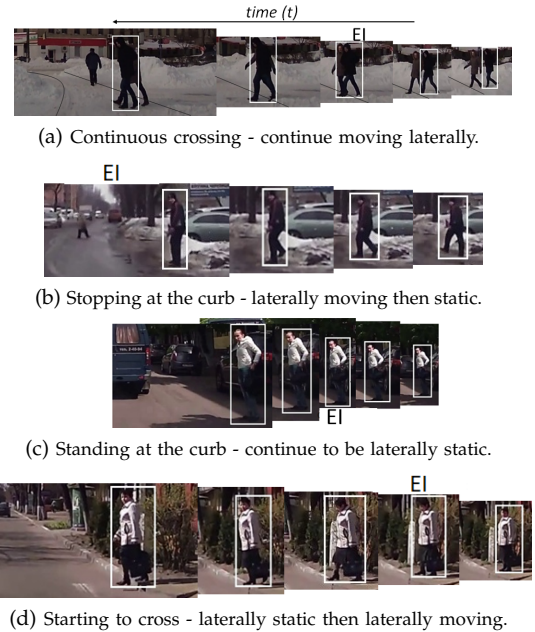 time (t)
EI
(a) Continuous crossing - continue moving laterally.
EI
(b) Stopping at the curb - laterally moving then static.
EI
(c) Standing at the curb - continue to be laterally static.
EI
(d) Starting to cross - laterally static then laterally moving.